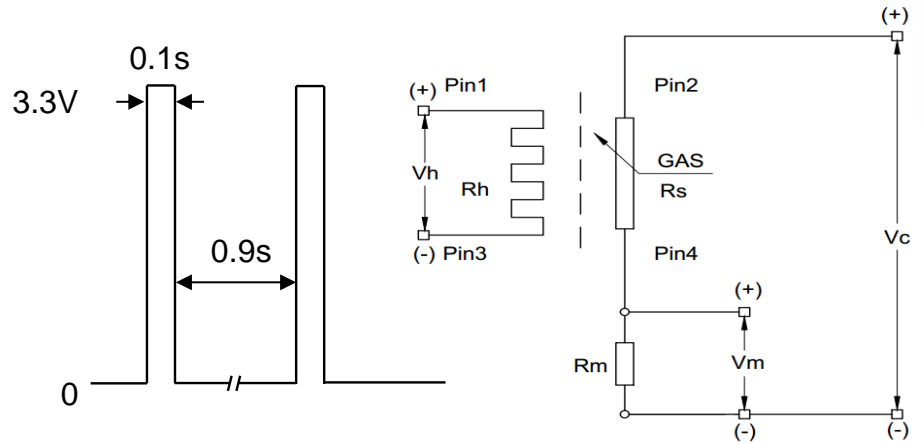 0.1s
3.3V
0.9s
0
(+)
Pin1
Vh
Rh
(-)
Pin3
(+)
Pin2
GAS
Rs
Vc
Pin4
(+)
Rm
Vm
(-)
(-)